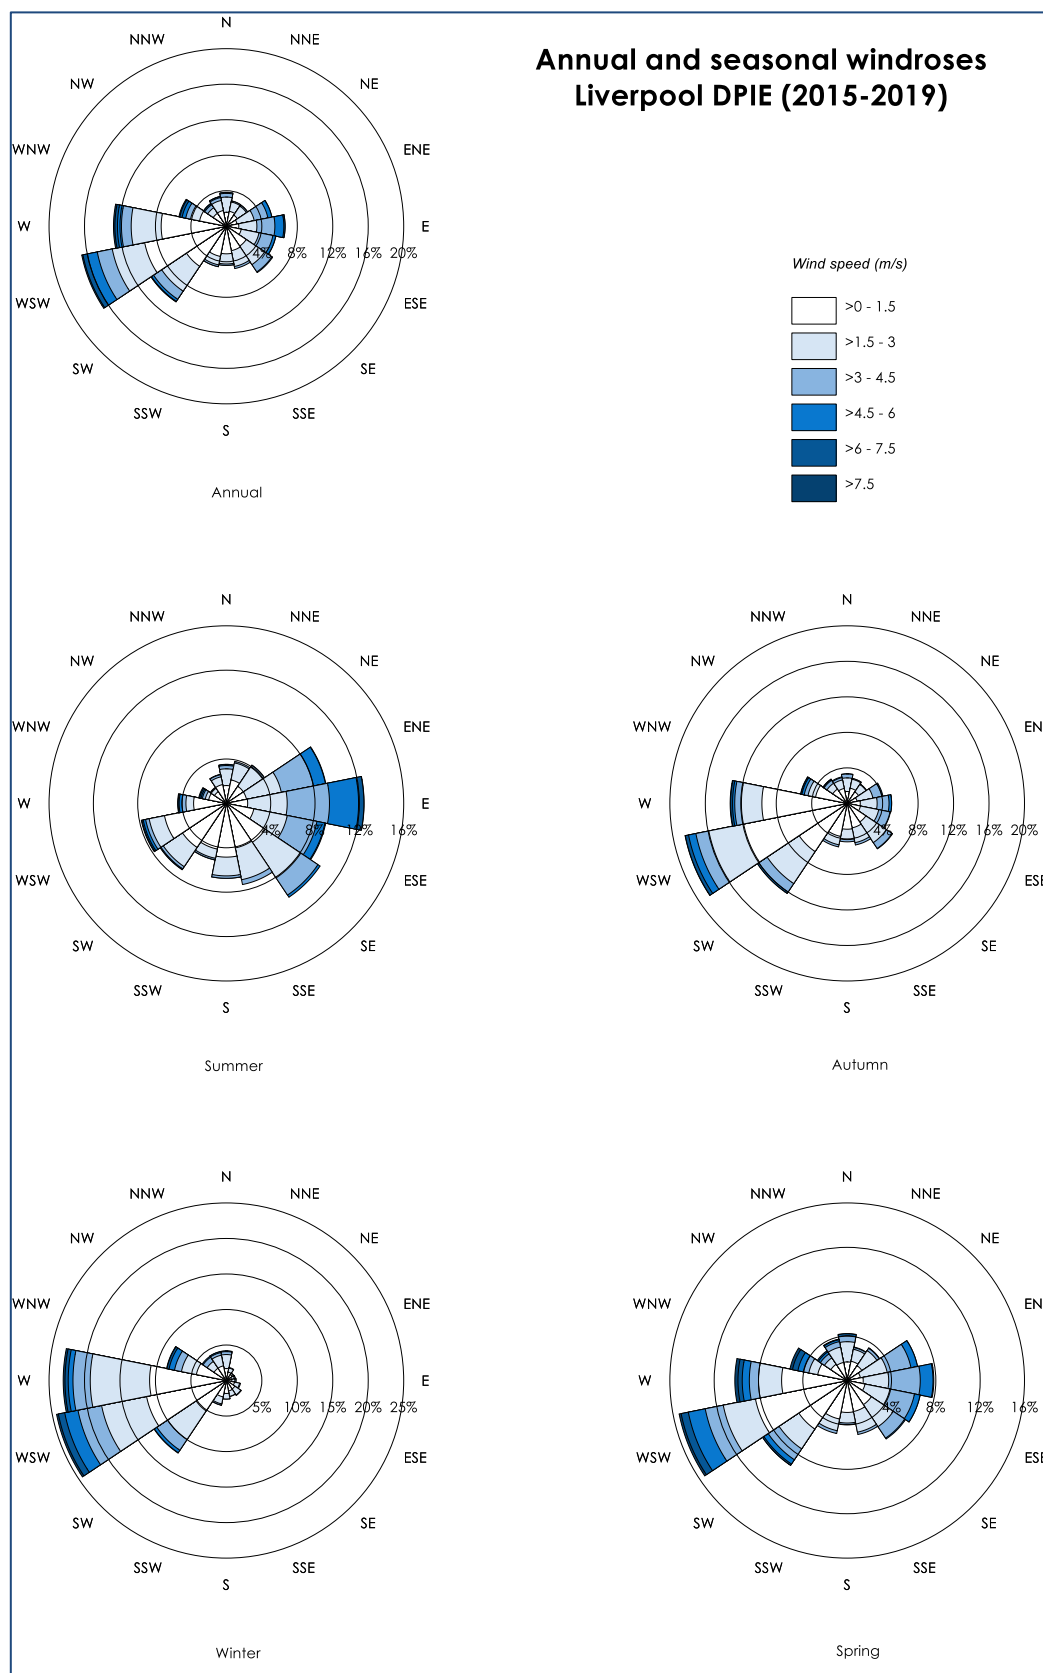 Annual and seasonal windroses
Liverpool DPIE (2015-2019)
N
NNW NNE
NW NE
WNW ENE
W E
4% 8% 12% 16% 20%
WSW ESE
SW SE
SSW SSE
S
Annual
Wind speed (m/s)
>0 - 1.5
>1.5 - 3
>3 - 4.5
>4.5 - 6
>6 - 7.5
>7.5
N
NNW NNE
NW NE
WNW ENE
W E
4% 8% 12% 16%
WSW ESE
SW SE
SSW SSE
S
Summer
N
NNW NNE
NW NE
WNW EN
W E
4% 8% 12% 16% 20%
WSW ESE
SW SE
SSW SSE
S
Autumn
N
NNW NNE
NW NE
WNW ENE
W E
5% 10% 15% 20% 25%
WSW ESE
SW SE
SSW SSE
S
Winter
N
NNW NNE
NW NE
WNW EN
W E
4% 8% 12% 16%
WSW ESE
SW SE
SSW SSE
S
Spring